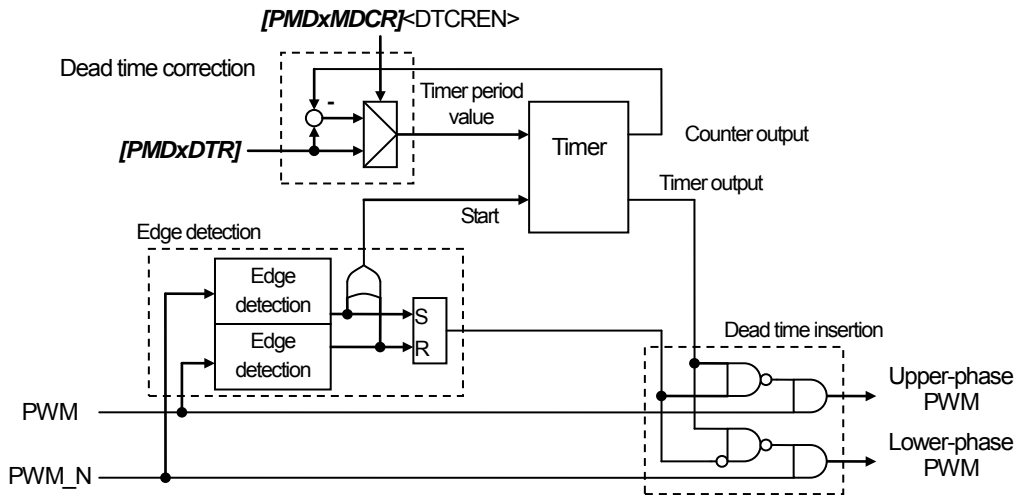 [PMDxMDCR]<DTCREN>
Dead time correction
-
Timer period
value
Timer
Counter output
[PMDxDTR]
Timer output
Start
Edge detection
Edge
detection
S
Edge
detection
R
Dead time insertion
Upper-phase
PWM
PWM
Lower-phase
PWM
PWM_N